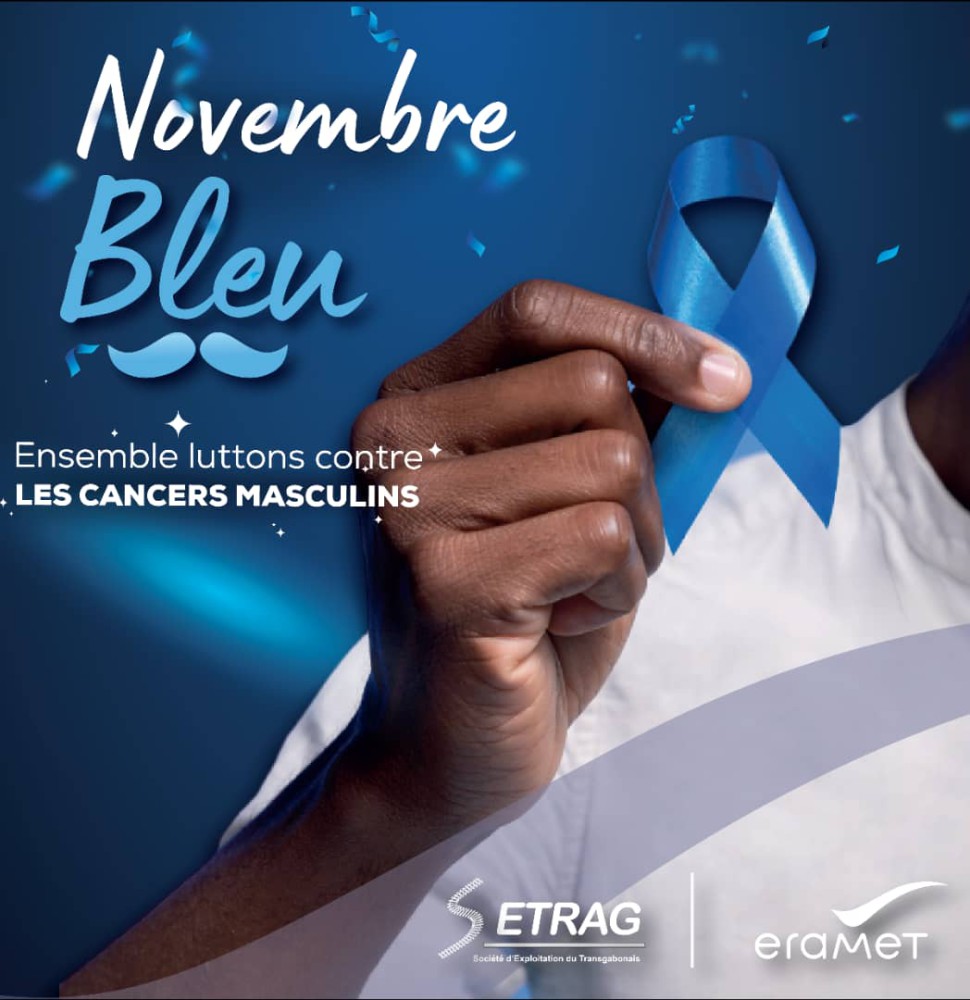 Novembre
Bleu
Ensemble luttons contre
LES CANCERS MASCULINS
SETRAG
Société d'Exploitation du Transgabonais
eramet